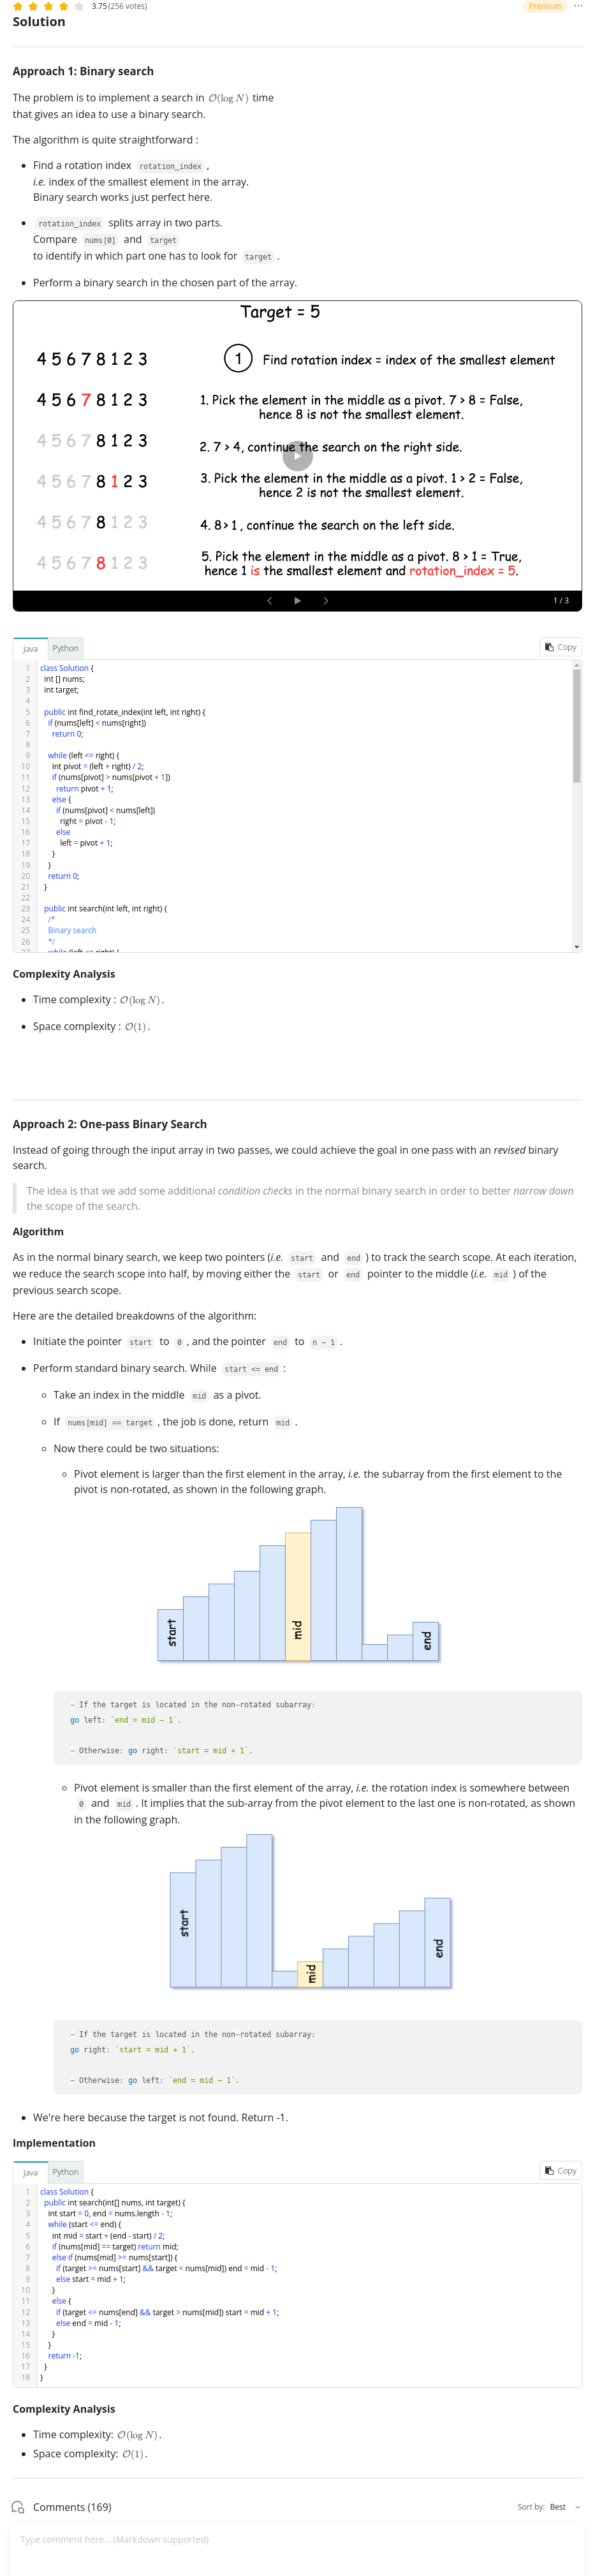 3.75 (256 votes)
Premium
Solution
Approach 1: Binary search
The problem is to implement a search in O(log N) time
that gives an idea to use a binary search.
The algorithm is quite straightforward :
• Find a rotation index rotation_index ,
i.e. index of the smallest element in the array.
Binary search works just perfect here.
• rotation_index splits array in two parts.
Compare nums[0] and target
to identify in which part one has to look for target .
• Perform a binary search in the chosen part of the array.
Target = 5
4 5 6 7 8 1 2 3
1 Find rotation index = index of the smallest element
4 5 6 7 8 1 2 3
1. Pick the element in the middle as a pivot. 7 > 8 = False,
hence 8 is not the smallest element.
4 5 6 7 8 1 2 3
2. 7 > 4, continue the search on the right side.
4 5 6 7 8 1 2 3
3. Pick the element in the middle as a pivot. 1 > 2 = False,
hence 2 is not the smallest element.
4 5 6 7 8 1 2 3
4. 8 > 1 , continue the search on the left side.
4 5 6 7 8 1 2 3
5. Pick the element in the middle as a pivot. 8 > 1 = True,
hence 1 is the smallest element and rotation_index = 5.
1 / 3
Java
Python
Copy
1 class Solution {
2 int [] nums;
3 int target;
4
5 public int find_rotate_index(int left, int right) {
6 if (nums[left] < nums[right])
7 return 0;
8
9 while (left <= right) {
10 int pivot = (left + right) / 2;
11 if (nums[pivot] > nums[pivot + 1])
12 return pivot + 1;
13 else {
14 if (nums[pivot] < nums[left])
15 right = pivot - 1;
16 else
17 left = pivot + 1;
18 }
19 }
20 return 0;
21 }
22
23 public int search(int left, int right) {
24 /*
25 Binary search
26 */
27 while (left <= right) {
Complexity Analysis
• Time complexity : O(log N).
• Space complexity : O(1).
Approach 2: One-pass Binary Search
Instead of going through the input array in two passes, we could achieve the goal in one pass with an revised binary
search.
The idea is that we add some additional condition checks in the normal binary search in order to better narrow down
the scope of the search.
Algorithm
As in the normal binary search, we keep two pointers (i.e. start and end ) to track the search scope. At each iteration,
we reduce the search scope into half, by moving either the start or end pointer to the middle (i.e. mid ) of the
previous search scope.
Here are the detailed breakdowns of the algorithm:
• Initiate the pointer start to 0 , and the pointer end to n - 1 .
• Perform standard binary search. While start <= end :
Take an index in the middle mid as a pivot.
If nums[mid] == target , the job is done, return mid .
Now there could be two situations:
Pivot element is larger than the first element in the array, i.e. the subarray from the first element to the
pivot is non-rotated, as shown in the following graph.
start
mid
end
- If the target is located in the non-rotated subarray:
go left: `end = mid - 1`.
- Otherwise: go right: `start = mid + 1`.
Pivot element is smaller than the first element of the array, i.e. the rotation index is somewhere between
0 and mid . It implies that the sub-array from the pivot element to the last one is non-rotated, as shown
in the following graph.
start
mid
end
- If the target is located in the non-rotated subarray:
go right: `start = mid + 1`.
- Otherwise: go left: `end = mid - 1`.
• We're here because the target is not found. Return -1.
Implementation
Java
Python
Copy
1 class Solution {
2 public int search(int[] nums, int target) {
3 int start = 0, end = nums.length - 1;
4 while (start <= end) {
5 int mid = start + (end - start) / 2;
6 if (nums[mid] == target) return mid;
7 else if (nums[mid] >= nums[start]) {
8 if (target >= nums[start] && target < nums[mid]) end = mid - 1;
9 else start = mid + 1;
10 }
11 else {
12 if (target <= nums[end] && target > nums[mid]) start = mid + 1;
13 else end = mid - 1;
14 }
15 }
16 return -1;
17 }
18 }
Complexity Analysis
• Time complexity: O(log N).
• Space complexity: O(1).
Comments (169)
Sort by: Best
Type comment here... (Markdown supported)